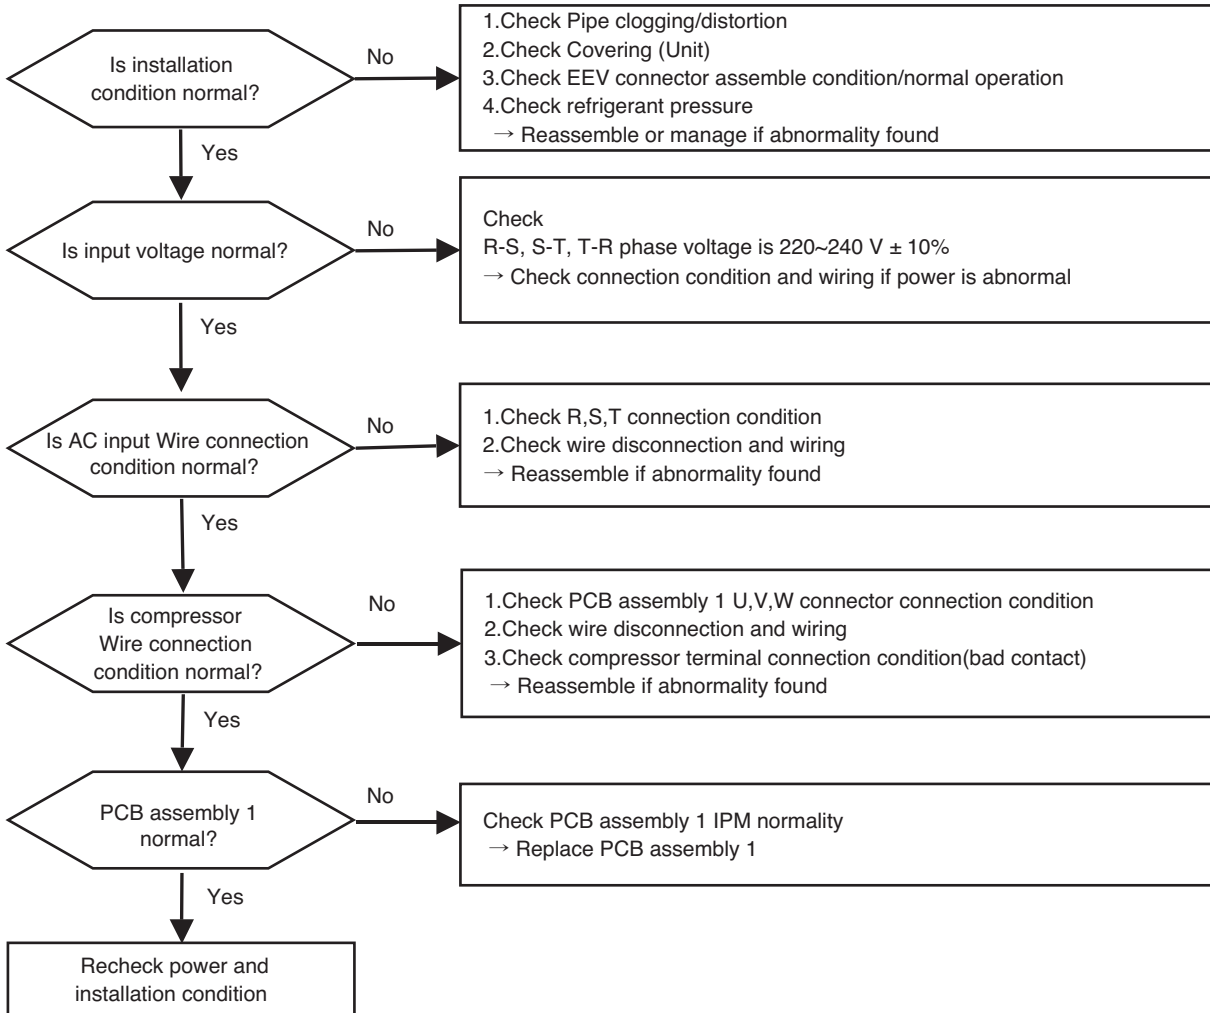 Is installation
condition normal?
No
1.Check Pipe clogging/distortion
2.Check Covering (Unit)
3.Check EEV connector assemble condition/normal operation
4.Check refrigerant pressure
→ Reassemble or manage if abnormality found
Yes
Is input voltage normal?
No
Check
R-S, S-T, T-R phase voltage is 220~240 V ± 10%
→ Check connection condition and wiring if power is abnormal
Yes
Is AC input Wire connection
condition normal?
No
1.Check R,S,T connection condition
2.Check wire disconnection and wiring
→ Reassemble if abnormality found
Yes
Is compressor
Wire connection
condition normal?
No
1.Check PCB assembly 1 U,V,W connector connection condition
2.Check wire disconnection and wiring
3.Check compressor terminal connection condition(bad contact)
→ Reassemble if abnormality found
Yes
PCB assembly 1
normal?
No
Check PCB assembly 1 IPM normality
→ Replace PCB assembly 1
Yes
Recheck power and
installation condition